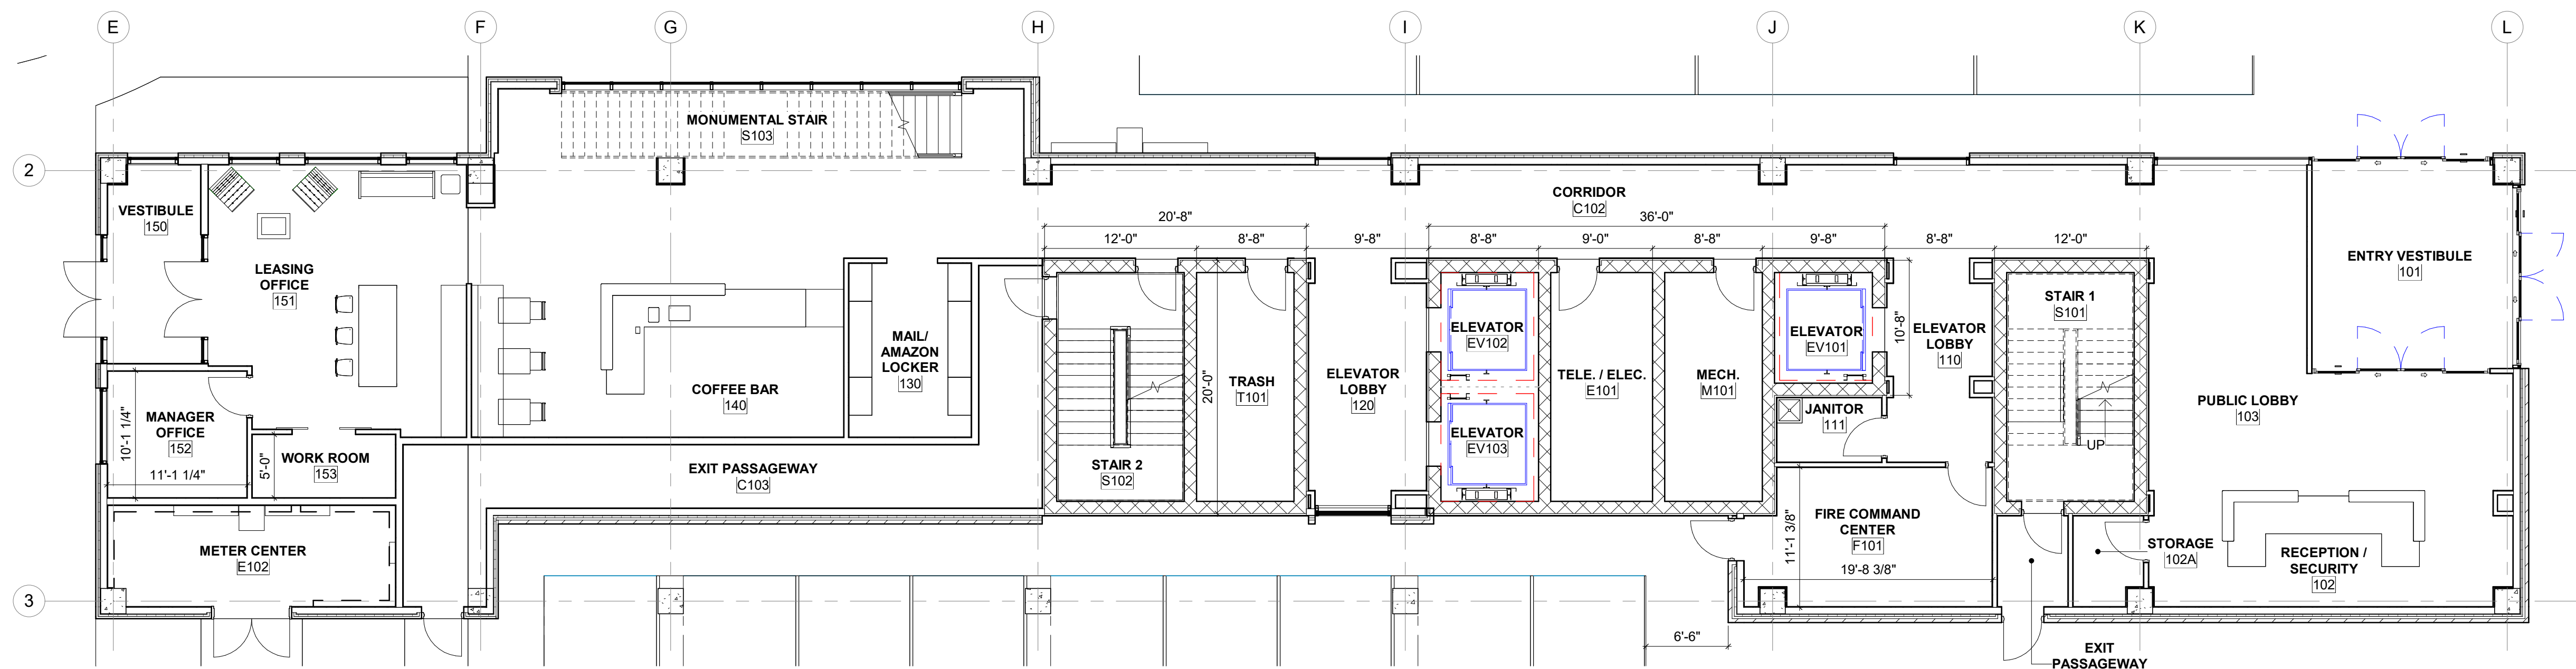 E
F
G
H
I
J
K
L
2
3
MONUMENTAL STAIR
S103
VESTIBULE
150
LEASING
OFFICE
151
MANAGER
OFFICE
152
10'-1 1/4"
11'-1 1/4"
WORK ROOM
153
5'-0"
METER CENTER
E102
COFFEE BAR
140
MAIL/
AMAZON
LOCKER
130
EXIT PASSAGEWAY
C103
CORRIDOR
C102
20'-8"
36'-0"
12'-0"
8'-8"
9'-8"
8'-8"
9'-0"
8'-8"
9'-8"
8'-8"
12'-0"
STAIR 2
S102
TRASH
T101
20'-0"
ELEVATOR
LOBBY
120
ELEVATOR
EV102
ELEVATOR
EV103
TELE. / ELEC.
E101
MECH.
M101
ELEVATOR
EV101
10'-8"
ELEVATOR
LOBBY
110
JANITOR
111
FIRE COMMAND
CENTER
F101
11'-1 3/8"
19'-8 3/8"
6'-6"
STAIR 1
S101
UP
ENTRY VESTIBULE
101
PUBLIC LOBBY
103
STORAGE
102A
RECEPTION /
SECURITY
102
EXIT
PASSAGEWAY